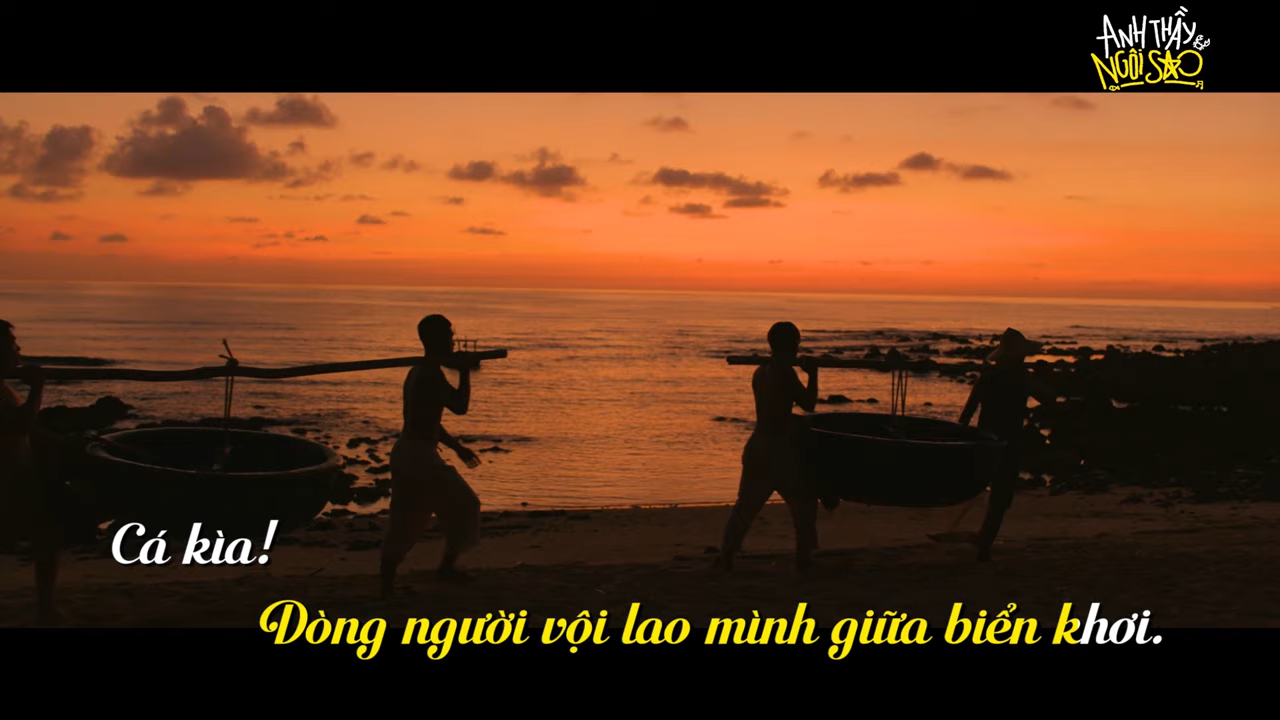 ANH THẦY
NGÔI SAO
Cá kìa!
Dòng người vội lao mình giữa biển khơi.